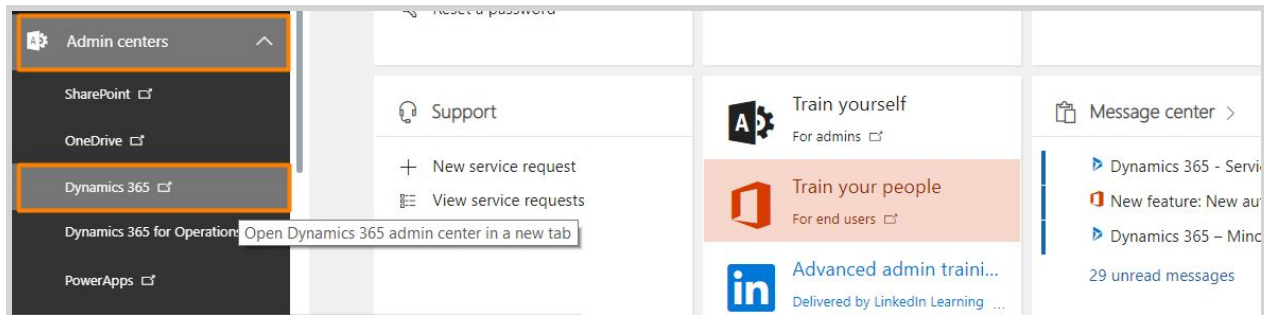 Reset a password
Admin centers
SharePoint
OneDrive
Dynamics 365
Dynamics 365 for Operations
PowerApps
Open Dynamics 365 admin center in a new tab
Support
New service request
View service requests
Train yourself
For admins
Train your people
For end users
Advanced admin traini...
Delivered by LinkedIn Learning ...
Message center >
Dynamics 365 - Servi
New feature: New au
Dynamics 365 – Mino
29 unread messages